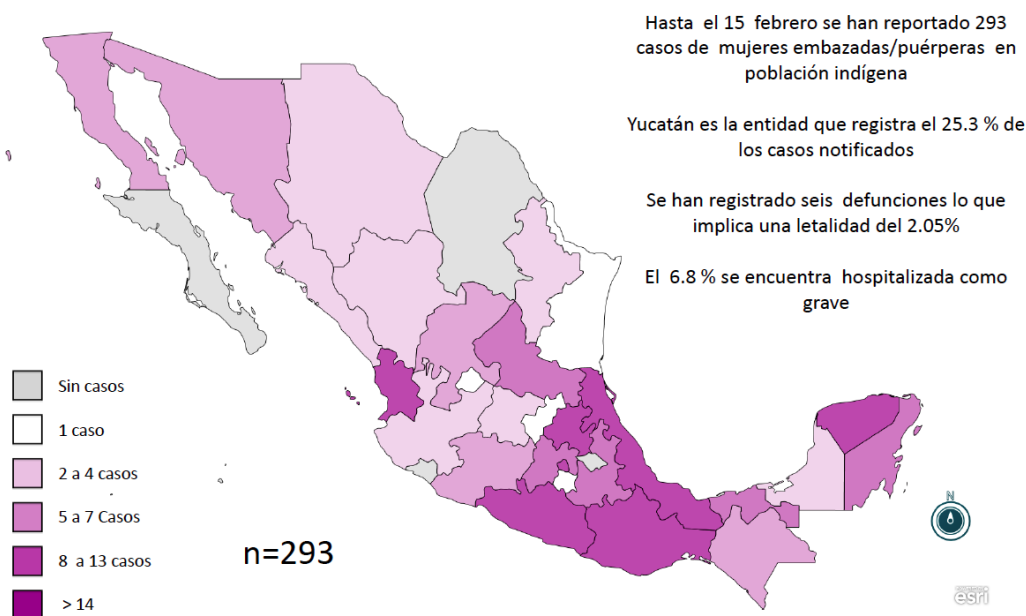 Hasta el 15 febrero se han reportado 293
casos de mujeres embazadas/puérperas en
población indígena
Yucatán es la entidad que registra el 25.3 % de
los casos notificados
Se han registrado seis defunciones lo que
implica una letalidad del 2.05%
El 6.8 % se encuentra hospitalizada como
grave
Sin casos
1 caso
2 a 4 casos
5 a 7 Casos
8 a 13 casos
> 14
n=293
N
esri